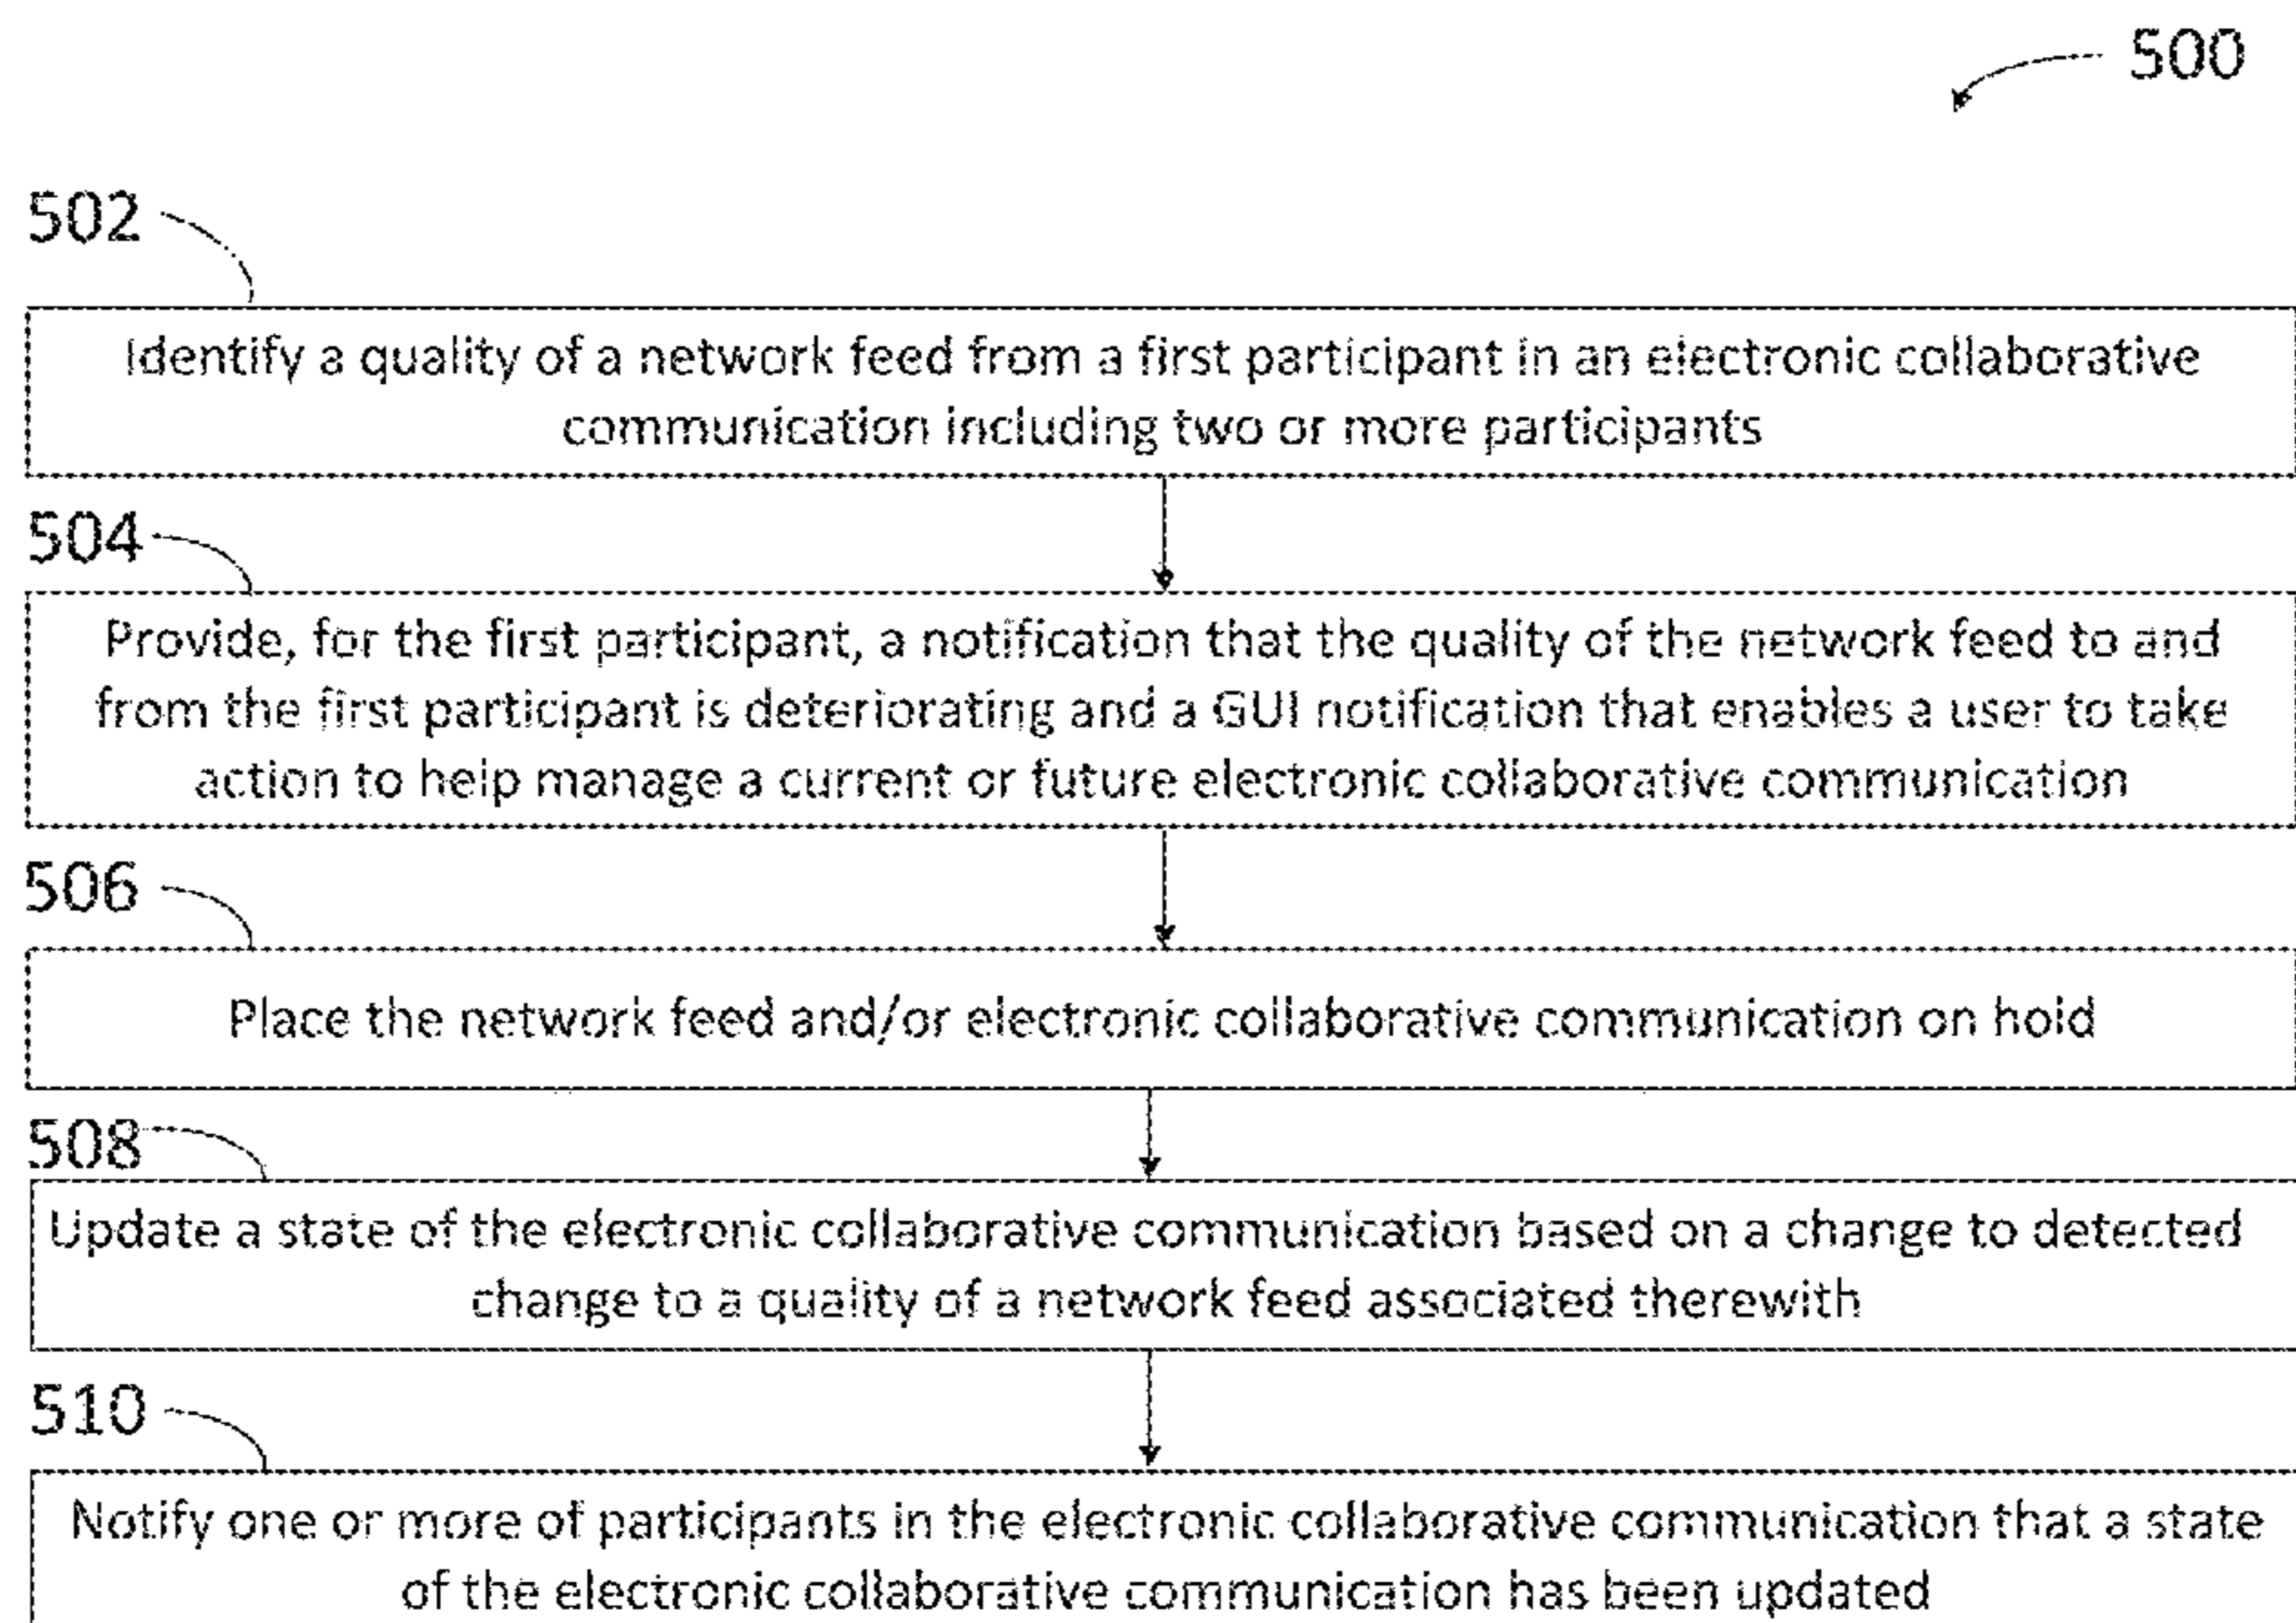 500
502
Identify a quality of a network feed from a first participant in an electronic collaborative
communication including two or more participants
504
Provide, for the first participant, a notification that the quality of the network feed to and
from the first participant is deteriorating and a GUI notification that enables a user to take
action to help manage a current or future electronic collaborative communication
506
Place the network feed and/or electronic collaborative communication on hold
508
Update a state of the electronic collaborative communication based on a change to detected
change to a quality of a network feed associated therewith
510
Notify one or more of participants in the electronic collaborative communication that a state
of the electronic collaborative communication has been updated